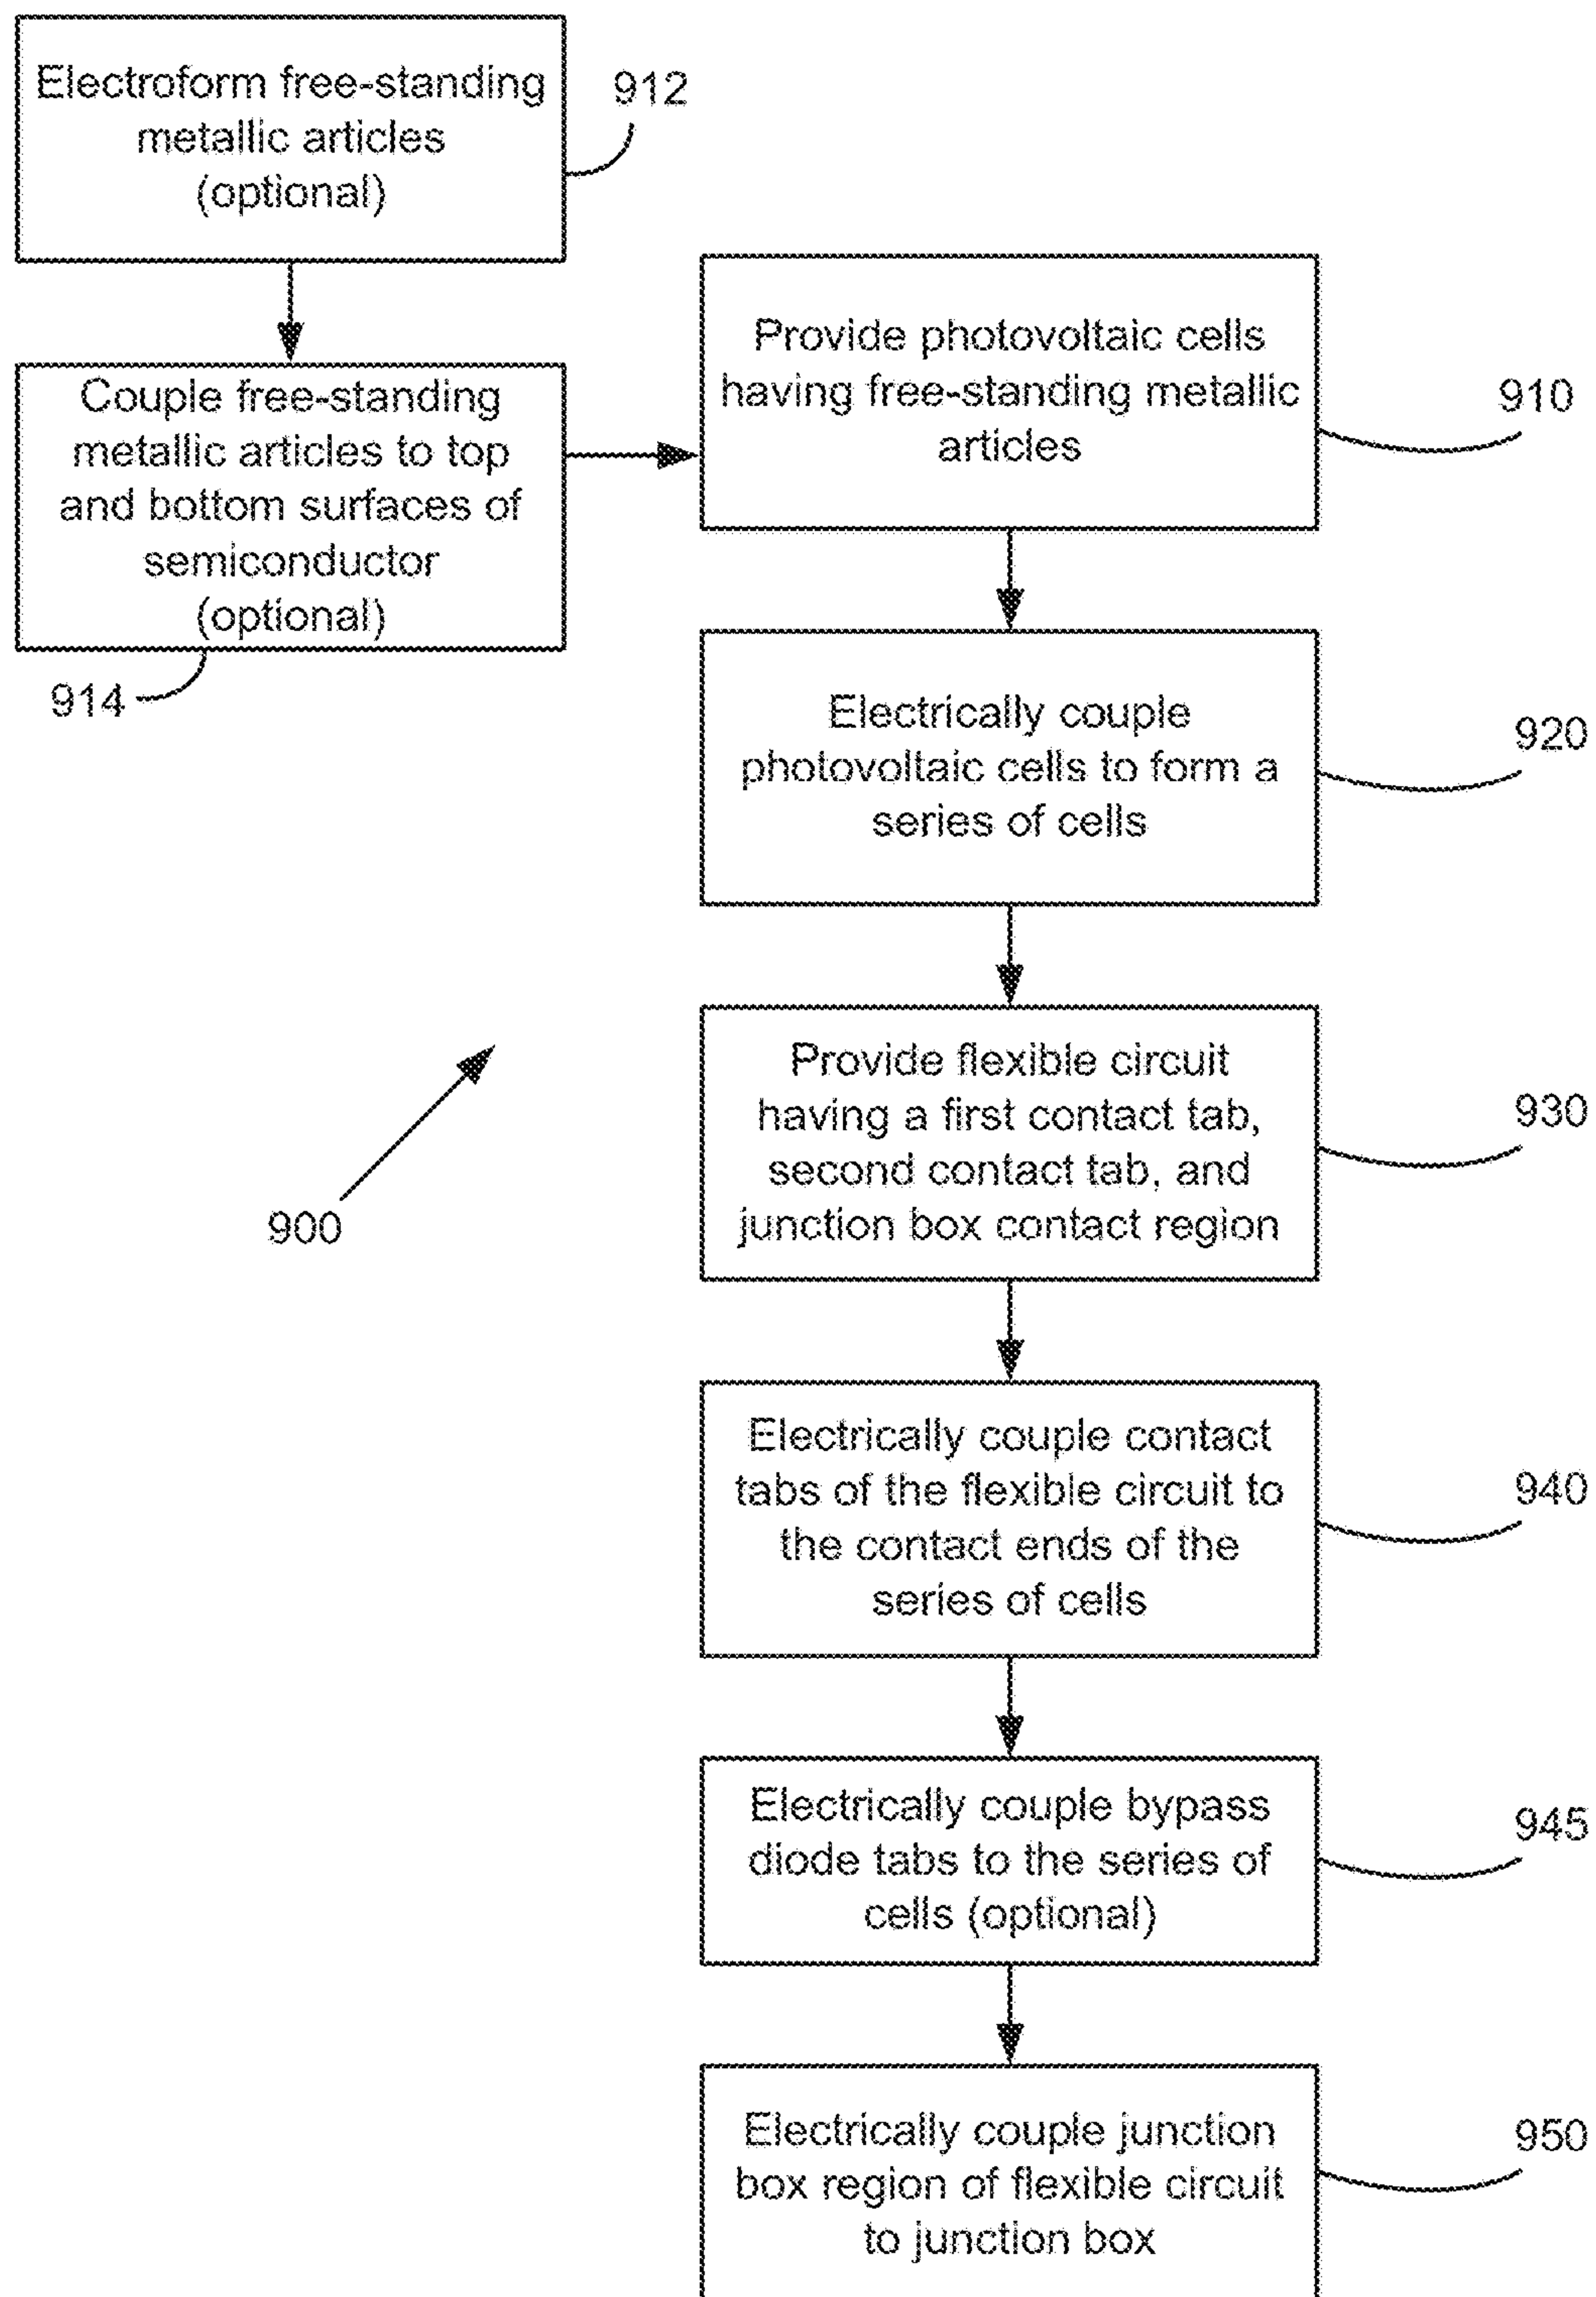 Electroform free-standing
metallic articles
(optional)
912
Couple free-standing
metallic articles to top
and bottom surfaces of
semiconductor
(optional)
914
Provide photovoltaic cells
having free-standing metallic
articles
910
Electrically couple
photovoltaic cells to form a
series of cells
920
Provide flexible circuit
having a first contact tab,
second contact tab, and
junction box contact region
930
900
Electrically couple contact
tabs of the flexible circuit to
the contact ends of the
series of cells
940
Electrically couple bypass
diode tabs to the series of
cells (optional)
945
Electrically couple junction
box region of flexible circuit
to junction box
950